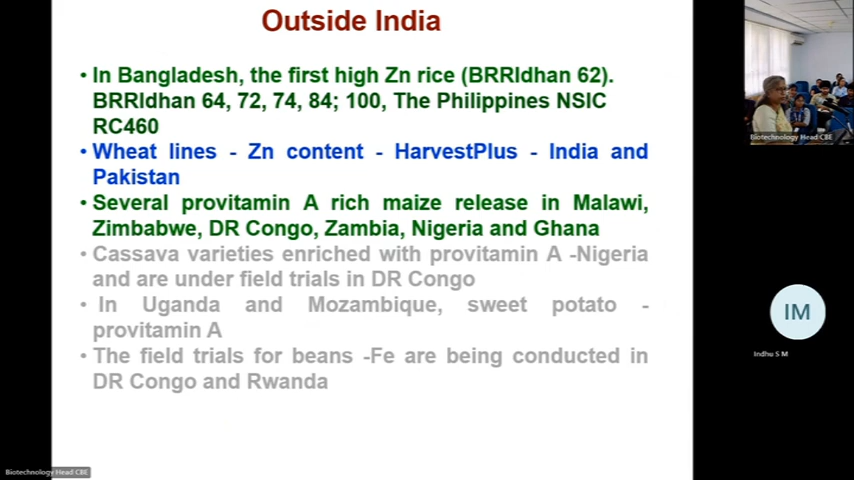 Outside India
• In Bangladesh, the first high Zn rice (BRRIdhan 62).
BRRIdhan 64, 72, 74, 84; 100, The Philippines NSIC
RC460
• Wheat lines - Zn content - HarvestPlus - India and
Pakistan
• Several provitamin A rich maize release in Malawi,
Zimbabwe, DR Congo, Zambia, Nigeria and Ghana
• Cassava varieties enriched with provitamin A -Nigeria
and are under field trials in DR Congo
• In Uganda and Mozambique, sweet potato -
provitamin A
• The field trials for beans -Fe are being conducted in
DR Congo and Rwanda
Biotechnology Head CBE
IM
Indhu S M
Biotechnology Head CBE